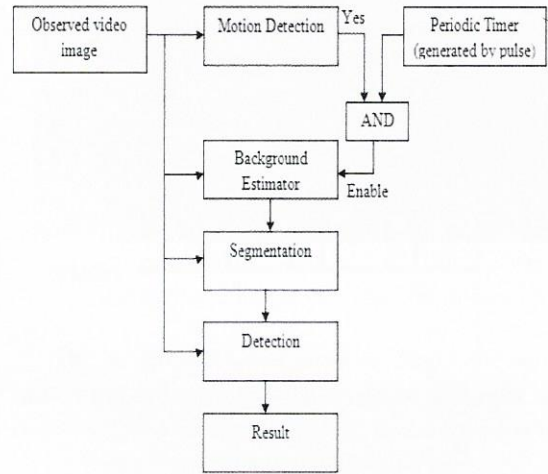 Observed video
image
Motion Detection
Yes
Periodic Timer
(generated by pulse)
AND
Background
Estimator
Enable
Segmentation
Detection
Result